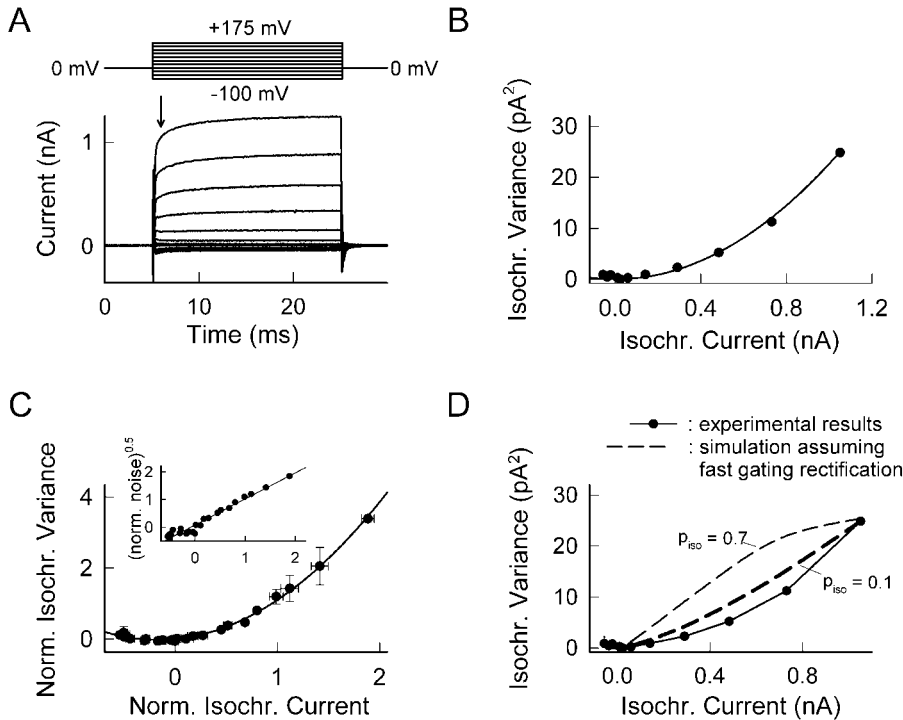 A
+175 mV
0 mV
0 mV
-100 mV
Current (nA)
1
0
0
10
20
Time (ms)
B
Isochr. Variance (pA²)
30
20
10
0
0.0
0.4
0.8
1.2
Isochr. Current (nA)
C
Norm. Isochr. Variance
4
2
0
0
1
2
Norm. Isochr. Current
(norm. noise)^0.5
2
1
0
0
1
2
D
: experimental results
: simulation assuming
fast gating rectification
Isochr. Variance (pA²)
30
20
10
0
p_iso = 0.7
p_iso = 0.1
0.0
0.4
0.8
Isochr. Current (nA)